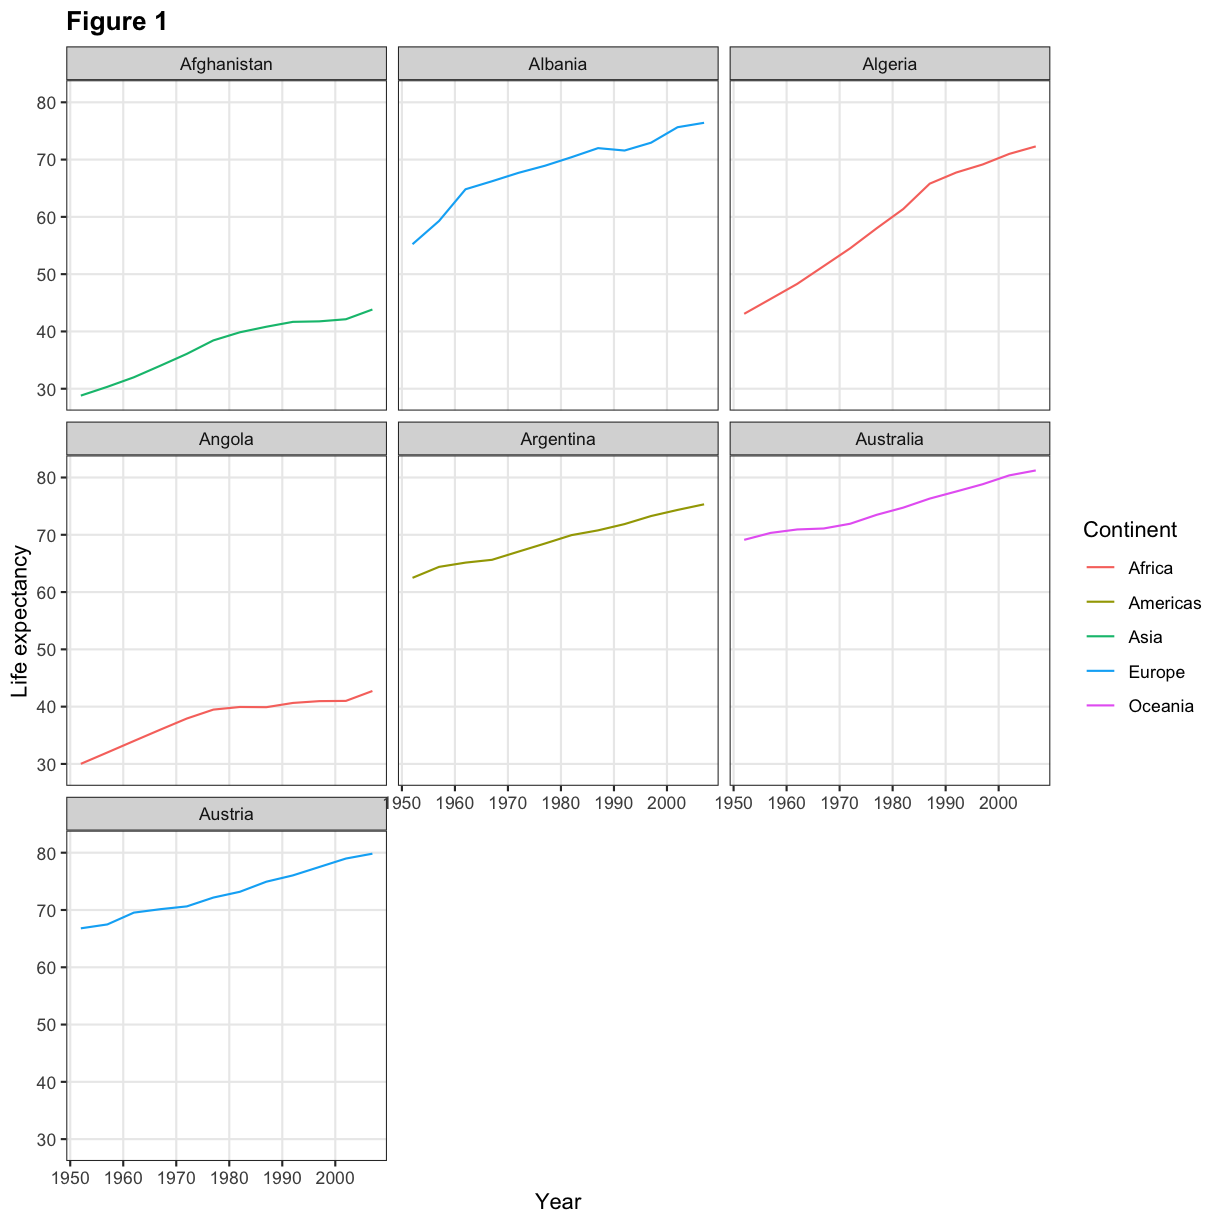 Figure 1
Afghanistan
Albania
Algeria
80
70
60
50
40
30
Angola
Argentina
Australia
80
70
60
50
40
30
1950 1960 1970 1980 1990 2000
1950 1960 1970 1980 1990 2000
Austria
80
70
60
50
40
30
1950 1960 1970 1980 1990 2000
Life expectancy
Year
Continent
Africa
Americas
Asia
Europe
Oceania